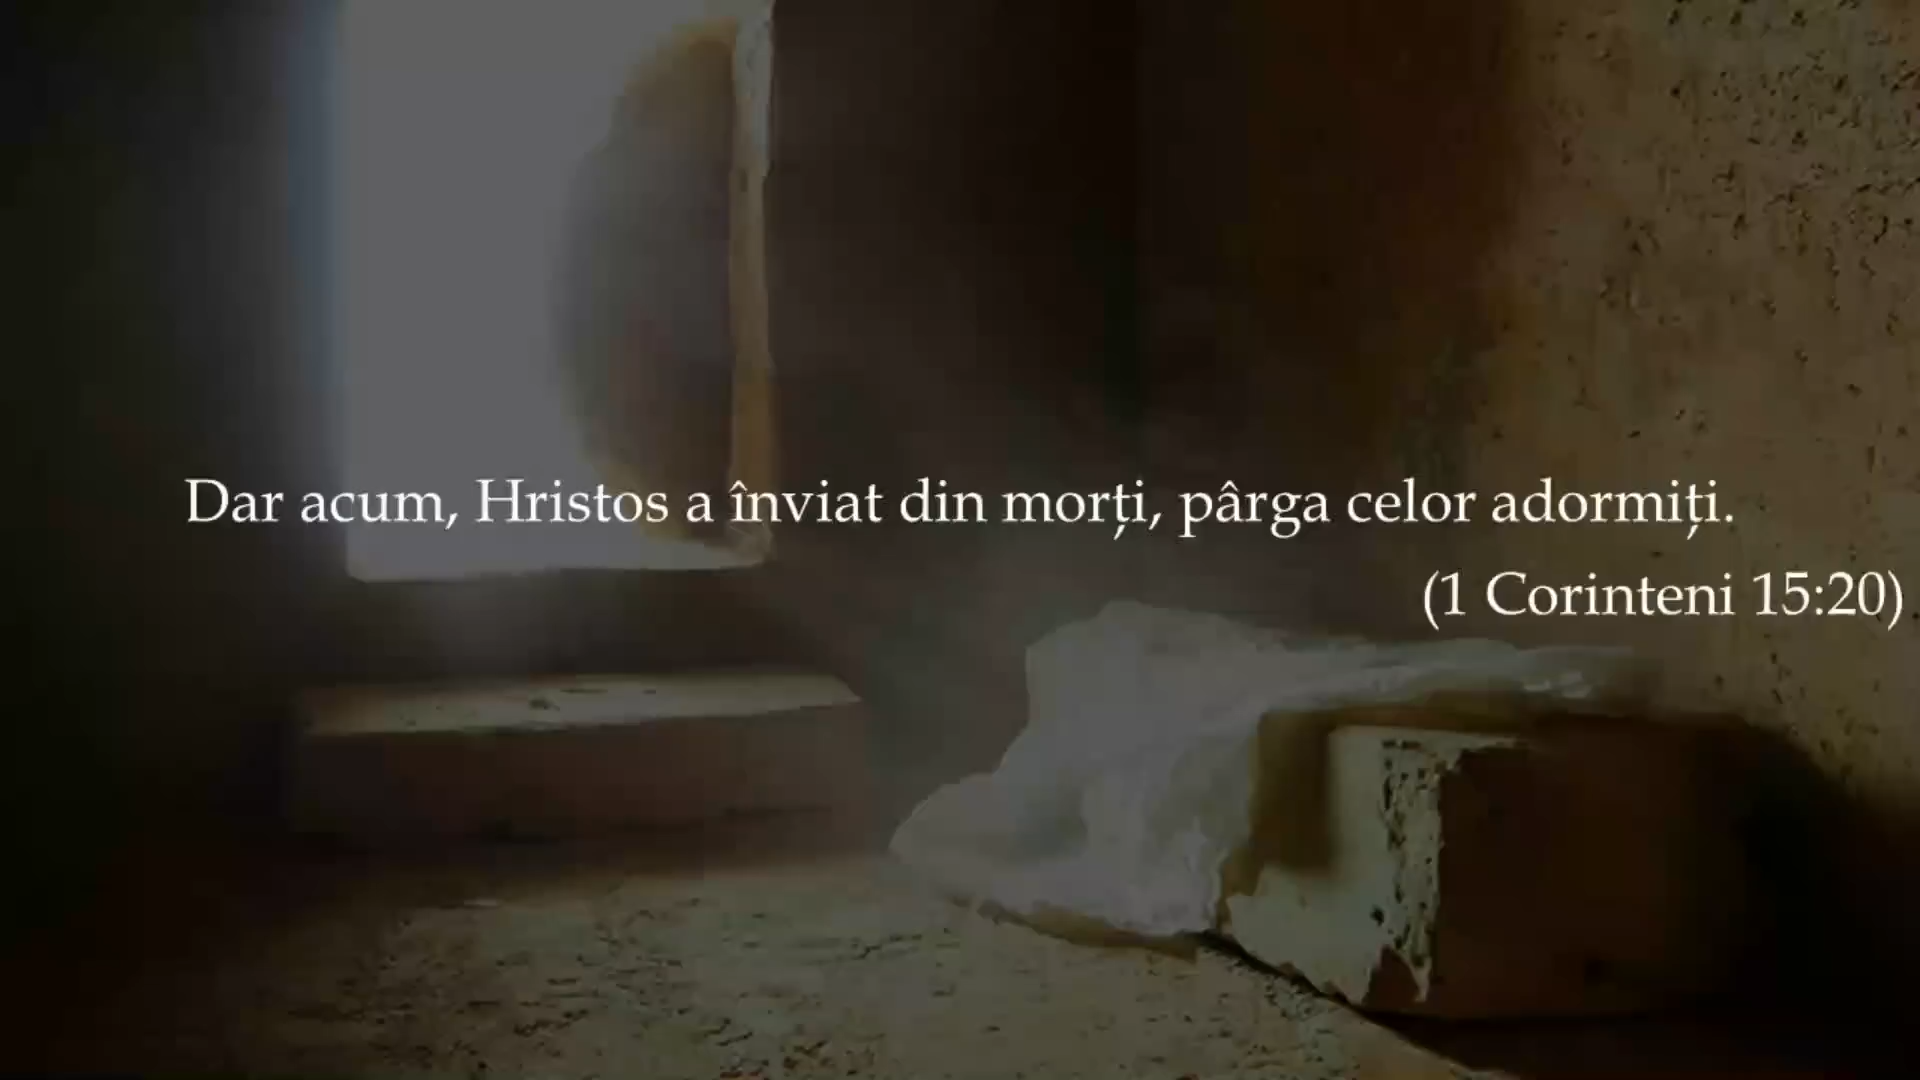 Dar acum, Hristos a înviat din morți, pârga celor adormiți.
(1 Corinteni 15:20)